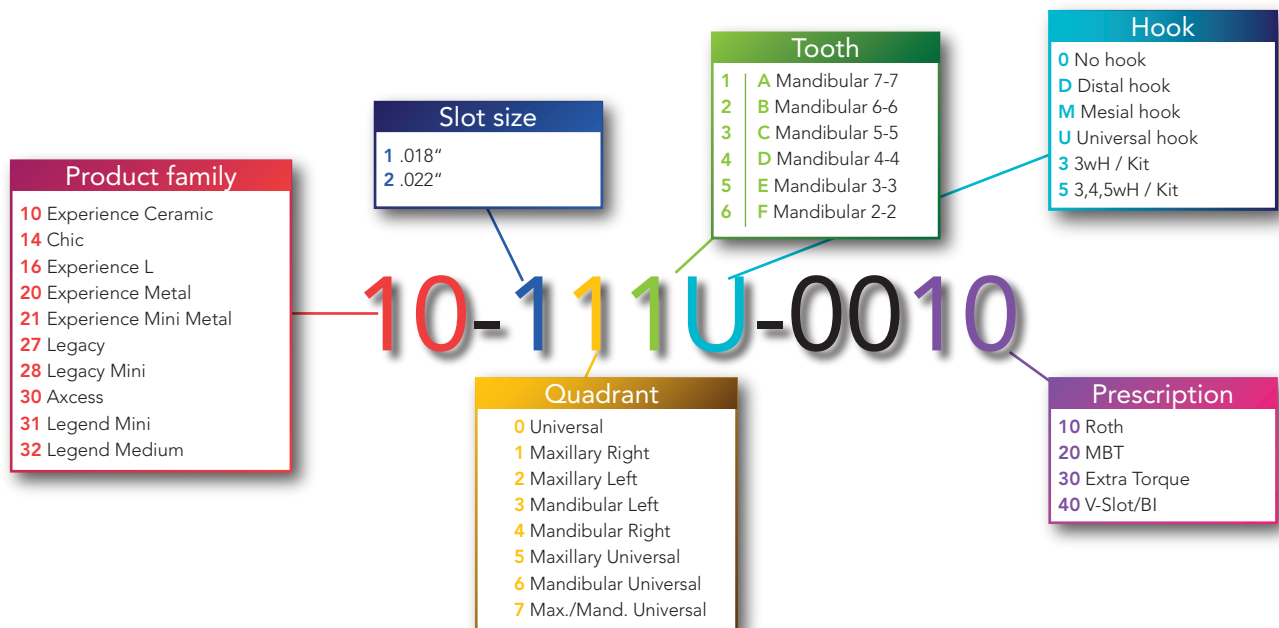 Hook
0 No hook
D Distal hook
M Mesial hook
U Universal hook
3 3wH / Kit
5 3,4,5wH / Kit
Tooth
1 A Mandibular 7-7
2 B Mandibular 6-6
3 C Mandibular 5-5
4 D Mandibular 4-4
5 E Mandibular 3-3
6 F Mandibular 2-2
Slot size
1 .018“
2 .022“
Product family
10 Experience Ceramic
14 Chic
16 Experience L
20 Experience Metal
21 Experience Mini Metal
27 Legacy
28 Legacy Mini
30 Axcess
31 Legend Mini
32 Legend Medium
10-111U-0010
Quadrant
0 Universal
1 Maxillary Right
2 Maxillary Left
3 Mandibular Left
4 Mandibular Right
5 Maxillary Universal
6 Mandibular Universal
7 Max./Mand. Universal
Prescription
10 Roth
20 MBT
30 Extra Torque
40 V-Slot/BI